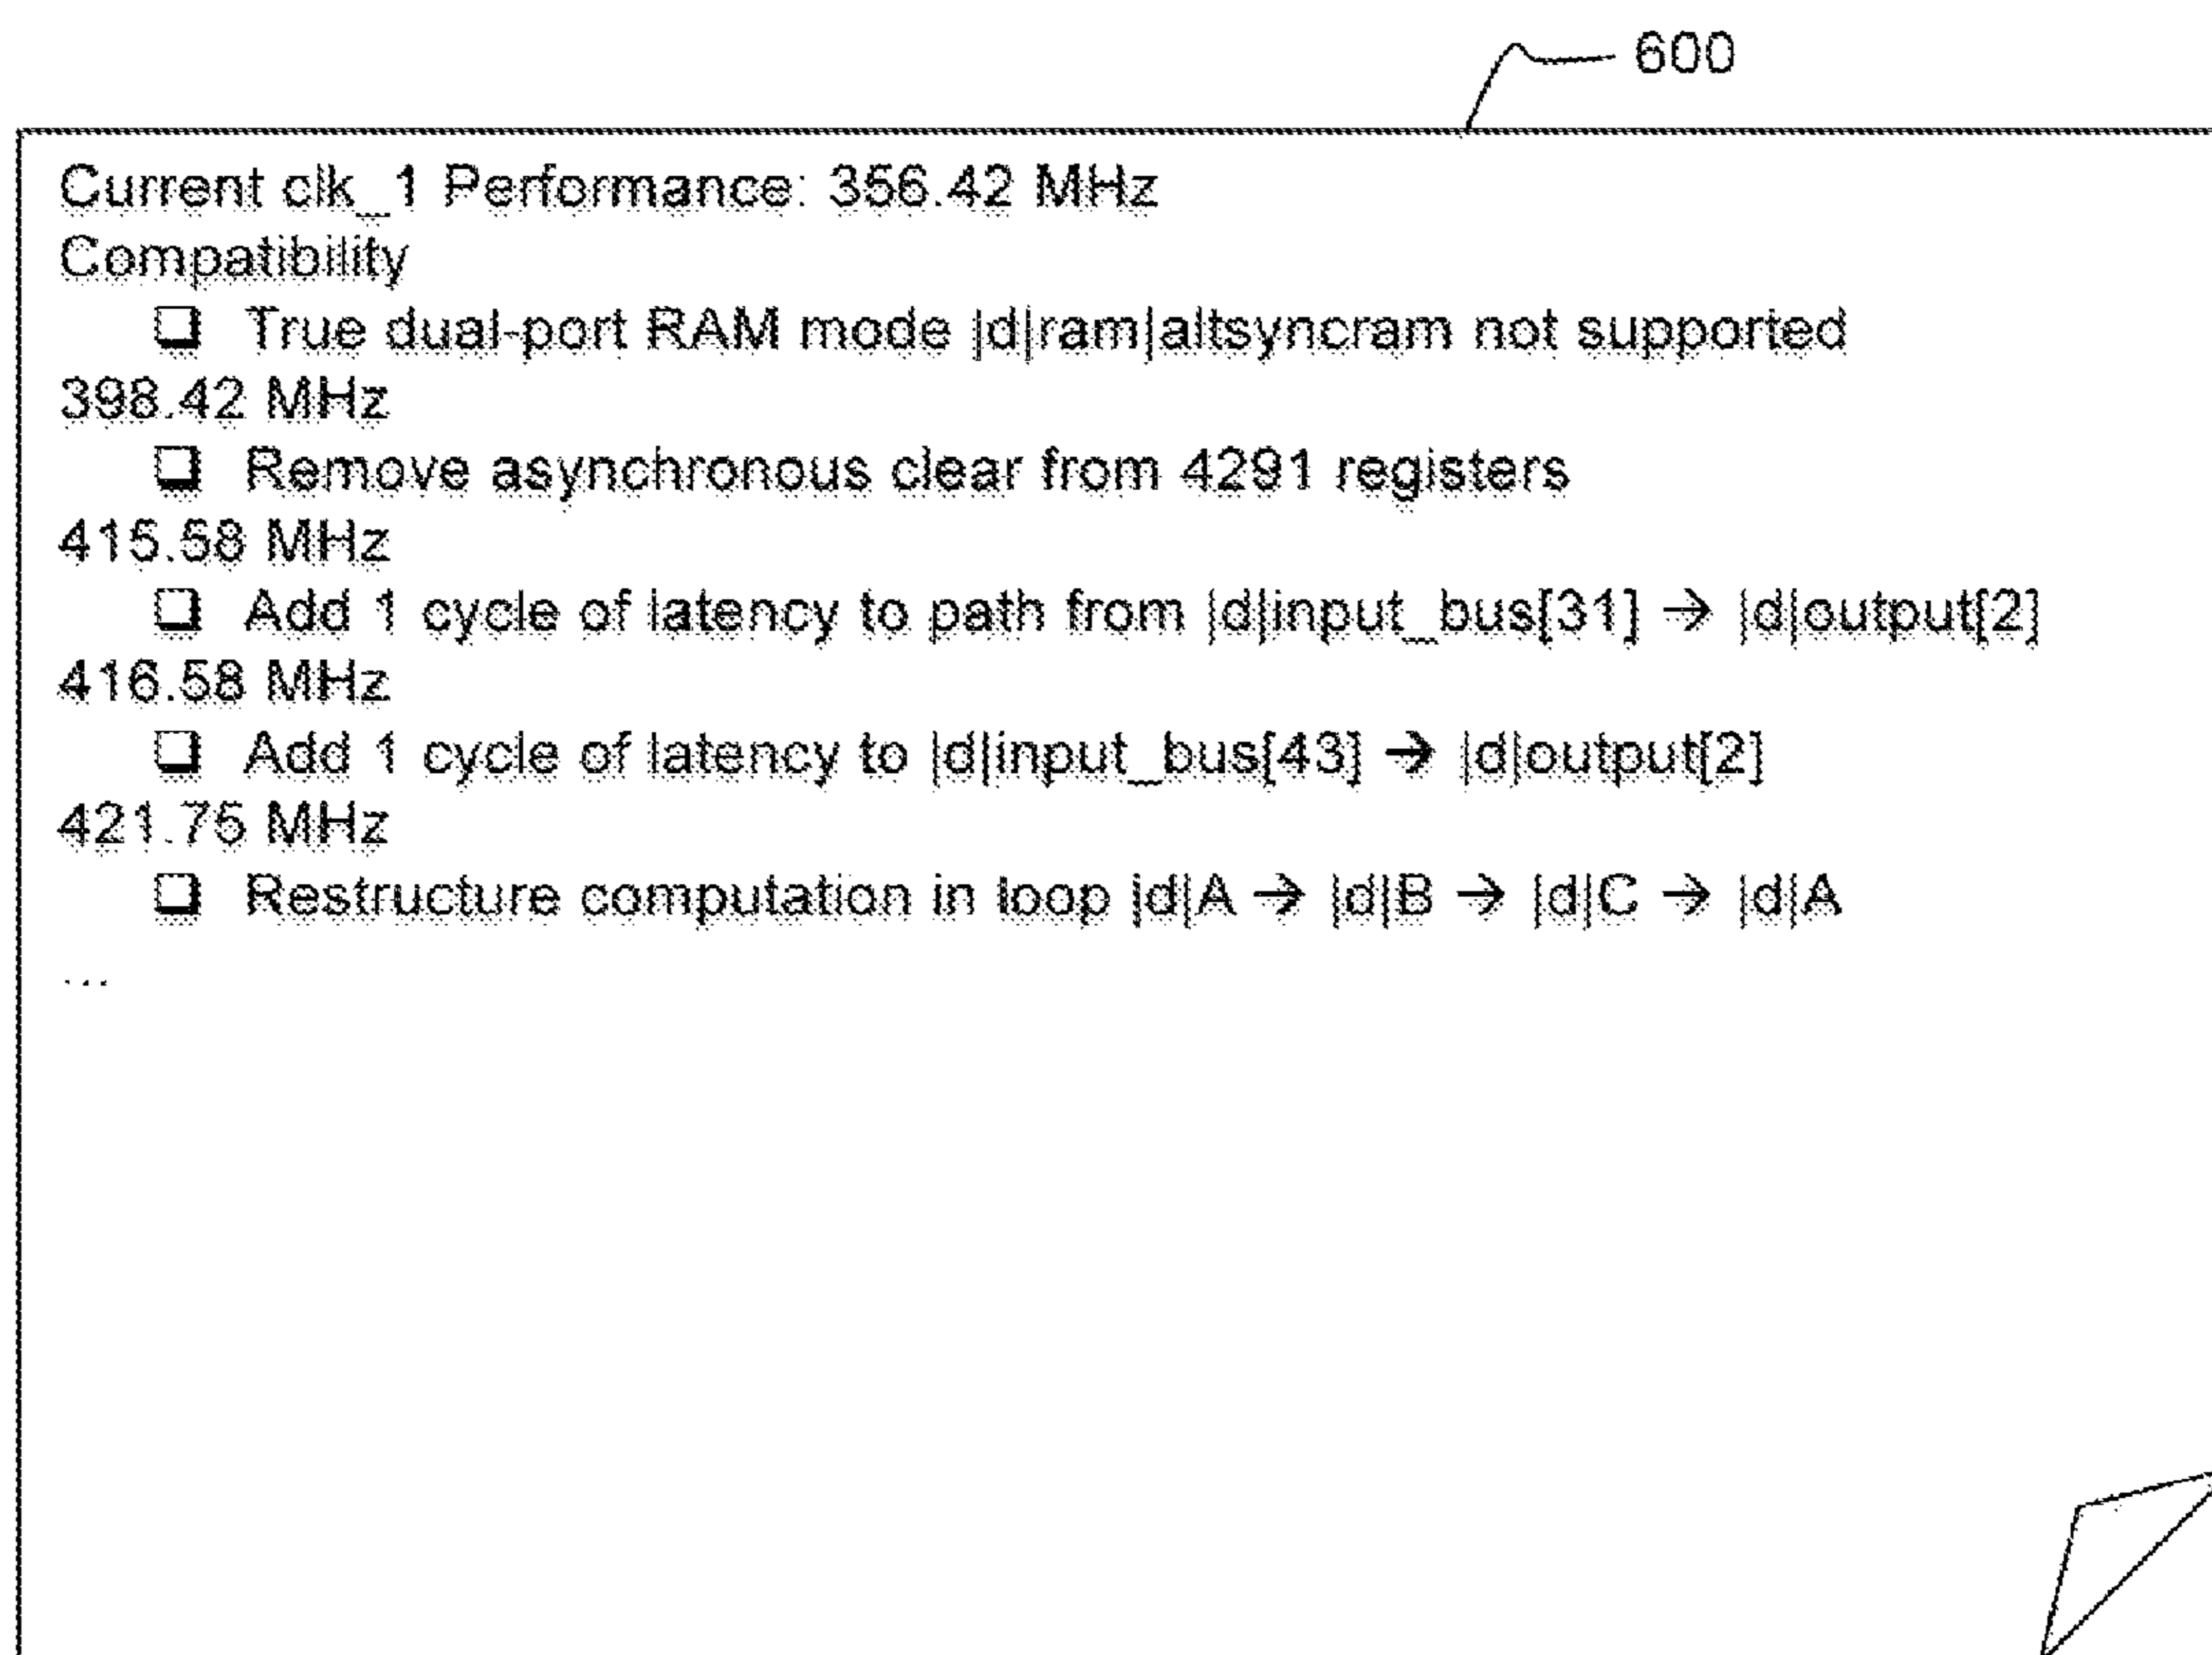 600
Current clk_1 Performance: 356.42 MHz
Compatibility
❑ True dual-port RAM mode |d|ram|altsyncram not supported
398.42 MHz
❑ Remove asynchronous clear from 4291 registers
415.58 MHz
❑ Add 1 cycle of latency to path from |d|input_bus[31] → |d|output[2]
416.58 MHz
❑ Add 1 cycle of latency to |d|input_bus[43] → |d|output[2]
421.75 MHz
❑ Restructure computation in loop |d|A → |d|B → |d|C → |d|A
...